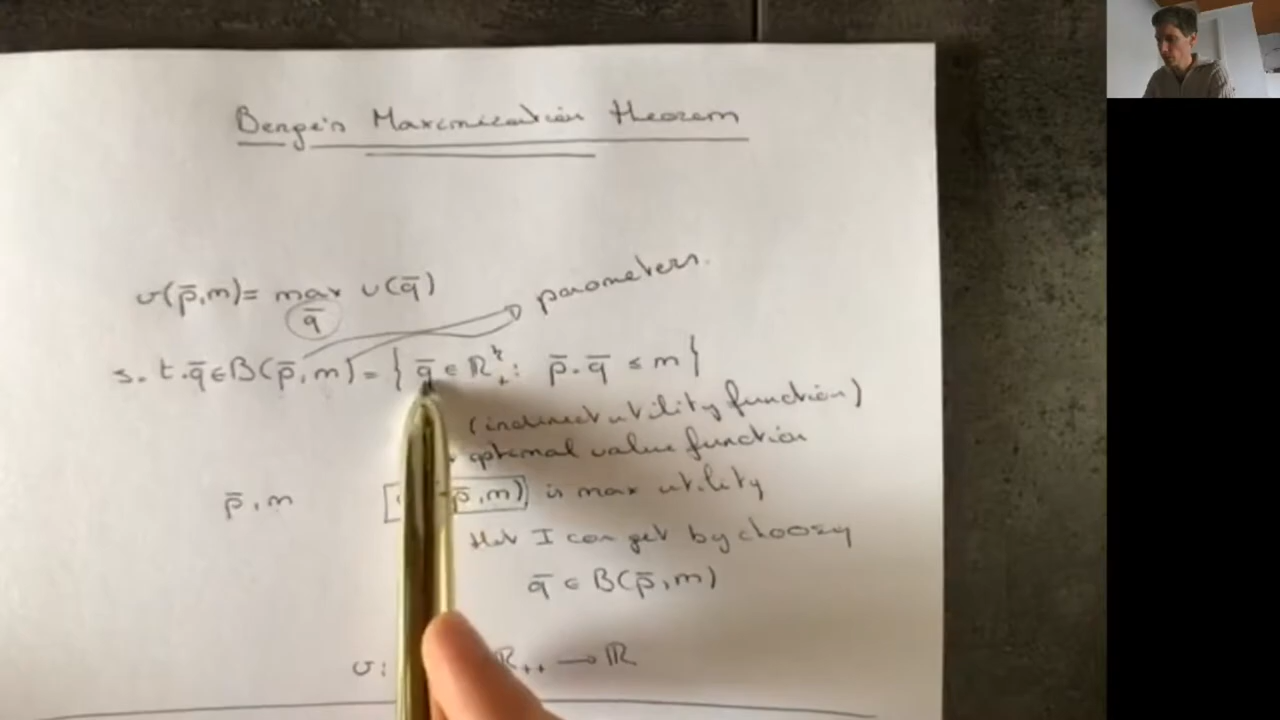 Berge's Maximization theorem
v(p̄,m)= max u(q̄)
q̄
parameters.
s.t. q̄∈B(p̄,m) = { q̄ ∈ ℝ₊ᵏ : p̄.q̄ ≤ m }
(indirect utility function)
optimal value function
p̄, m
p̄,m) is max utility
that I can get by choosing
q̄ ∈ B(p̄,m)
v: ℝ₊₊ → ℝ